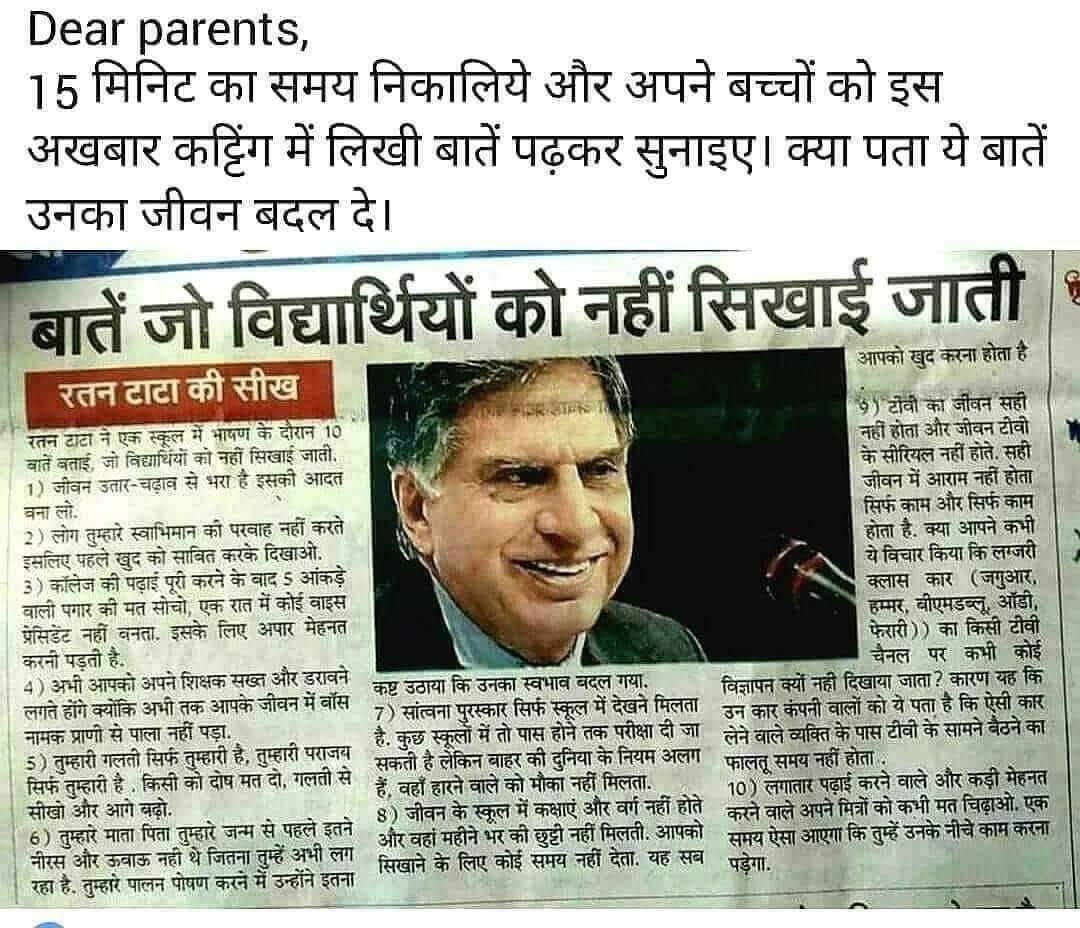 Dear parents,
15 मिनिट का समय निकालिये और अपने बच्चों को इस
अखबार कट्टिंग में लिखी बातें पढ़कर सुनाइए। क्या पता ये बातें
उनका जीवन बदल दे।
बातें जो विद्यार्थियों को नहीं सिखाई जाती
रतन टाटा की सीख
रतन टाटा ने एक स्कूल में भाषण के दौरान 10
बातें बताई, जो विद्यार्थियों को नहीं सिखाई जाती.
1) जीवन उतार-चढ़ाव से भरा है इसकी आदत
बना लो.
2) लोग तुम्हारे स्वाभिमान की परवाह नहीं करते
इसलिए पहले खुद को साबित करके दिखाओ.
3) कॉलेज की पढ़ाई पूरी करने के बाद 5 आंकड़े
वाली पगार की मत सोचो, एक रात में कोई वाइस
प्रेसिडेंट नहीं बनता. इसके लिए अपार मेहनत
करनी पड़ती है.
4) अभी आपको अपने शिक्षक सख्त और डरावने
लगते होंगे क्योंकि अभी तक आपके जीवन में बॉस
नामक प्राणी से पाला नहीं पड़ा.
5) तुम्हारी गलती सिर्फ तुम्हारी है, तुम्हारी पराजय
सिर्फ तुम्हारी है . किसी को दोष मत दो, गलती से
सीखो और आगे बढ़ो.
6) तुम्हारे माता पिता तुम्हारे जन्म से पहले इतने
नीरस और ऊबाऊ नही थे जितना तुम्हें अभी लग
रहा है. तुम्हारे पालन पोषण करने में उन्होंने इतना
कष्ट उठाया कि उनका स्वभाव बदल गया.
7) सांत्वना पुरस्कार सिर्फ स्कूल में देखने मिलता
है. कुछ स्कूलों में तो पास होने तक परीक्षा दी जा
सकती है लेकिन बाहर की दुनिया के नियम अलग
हैं, वहाँ हारने वाले को मौका नहीं मिलता.
8) जीवन के स्कूल में कक्षाएं और वर्ग नहीं होते
और वहां महीने भर की छुट्टी नहीं मिलती. आपको
सिखाने के लिए कोई समय नहीं देता. यह सब
आपको खुद करना होता है
9) टीवी का जीवन सही
नहीं होता और जीवन टीवी
के सीरियल नहीं होते. सही
जीवन में आराम नहीं होता
सिर्फ काम और सिर्फ काम
होता है. क्या आपने कभी
ये विचार किया कि लग्जरी
क्लास कार (जगुआर,
हम्मर, बीएमडब्लू, ऑडी,
फेरारी)) का किसी टीवी
चैनल पर कभी कोई
विज्ञापन क्यों नही दिखाया जाता? कारण यह कि
उन कार कंपनी वालों को ये पता है कि ऐसी कार
लेने वाले व्यक्ति के पास टीवी के सामने बैठने का
फालतू समय नहीं होता .
10) लगातार पढ़ाई करने वाले और कड़ी मेहनत
करने वाले अपने मित्रों को कभी मत चिढ़ाओ. एक
समय ऐसा आएगा कि तुम्हें उनके नीचे काम करना
पड़ेगा.